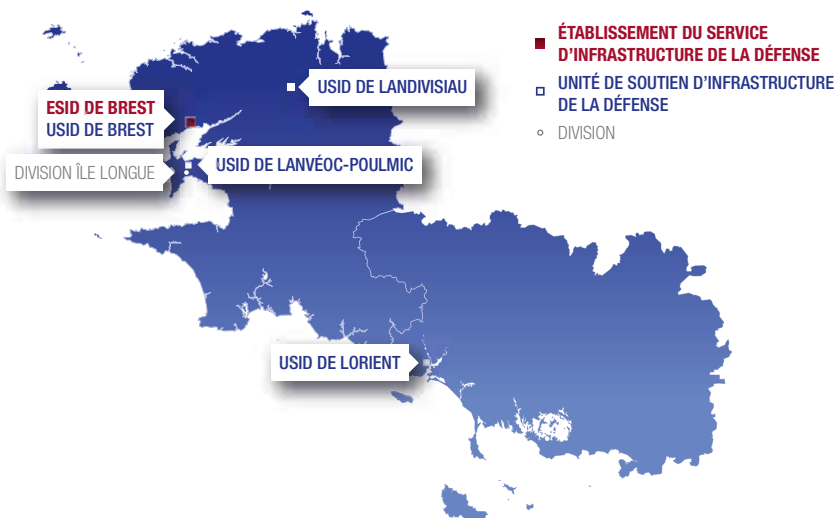 ÉTABLISSEMENT DU SERVICE
D'INFRASTRUCTURE DE LA DÉFENSE
UNITÉ DE SOUTIEN D'INFRASTRUCTURE
DE LA DÉFENSE
DIVISION
USID DE LANDIVISIAU
ESID DE BREST
USID DE BREST
DIVISION ÎLE LONGUE
USID DE LANVÉOC-POULMIC
USID DE LORIENT